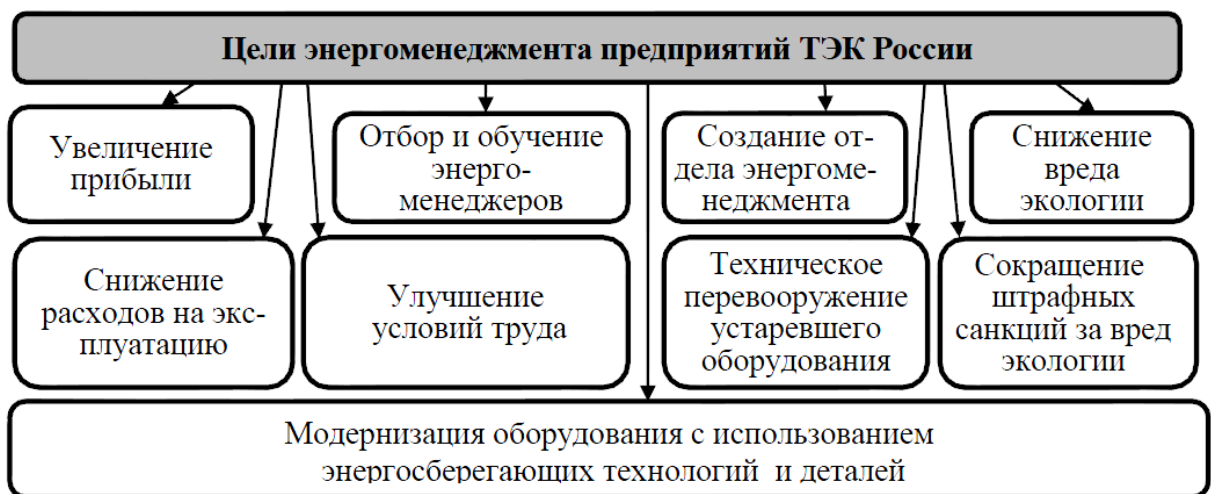 Цели энергоменеджмента предприятий ТЭК России
Увеличение
прибыли
Отбор и обучение
энерго-
менеджеров
Создание от-
дела энергоме-
неджмента
Снижение
вреда
экологии
Снижение
расходов на экс-
плуатацию
Улучшение
условий труда
Техническое
перевооружение
устаревшего
оборудования
Сокращение
штрафных
санкций за вред
экологии
Модернизация оборудования с использованием
энергосберегающих технологий и деталей